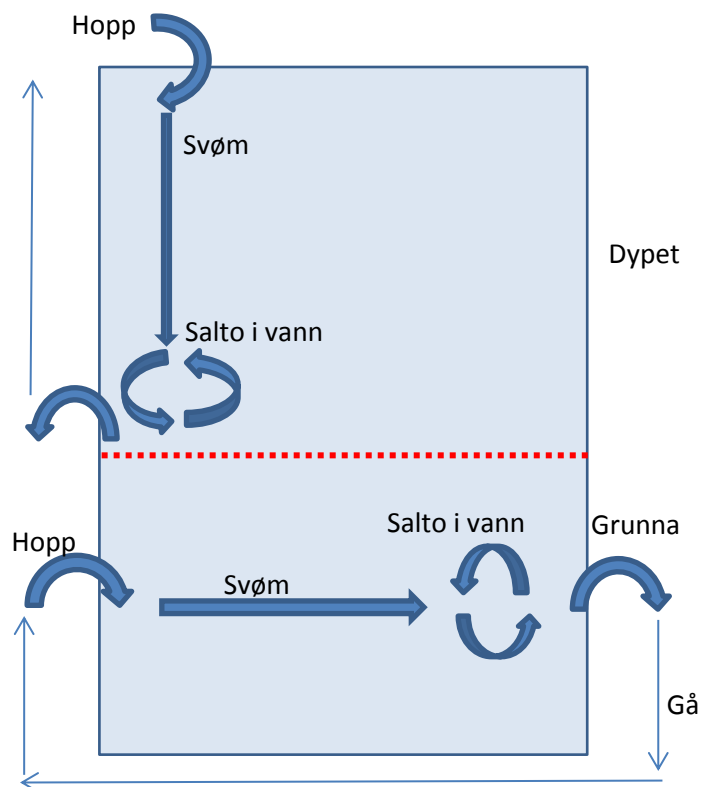 Hopp
Svøm
Dypet
Salto i vann
Salto i vann
Grunna
Hopp
Svøm
Gå